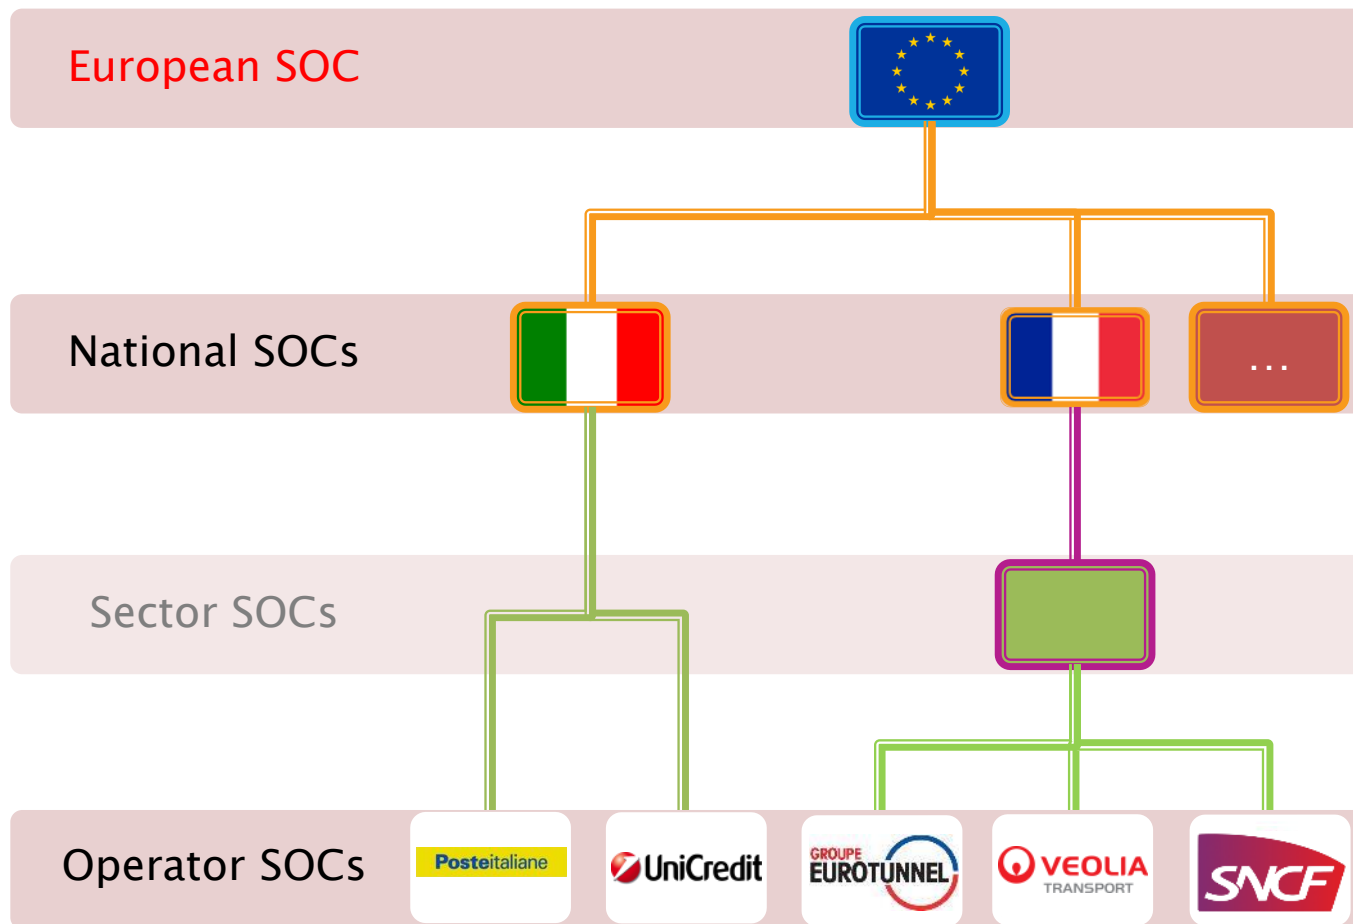 European SOC
National SOCs
...
Sector SOCs
Operator SOCs
Posteitaliane
UniCredit
GROUPE
EUROTUNNEL
VEOLIA
TRANSPORT
SNCF